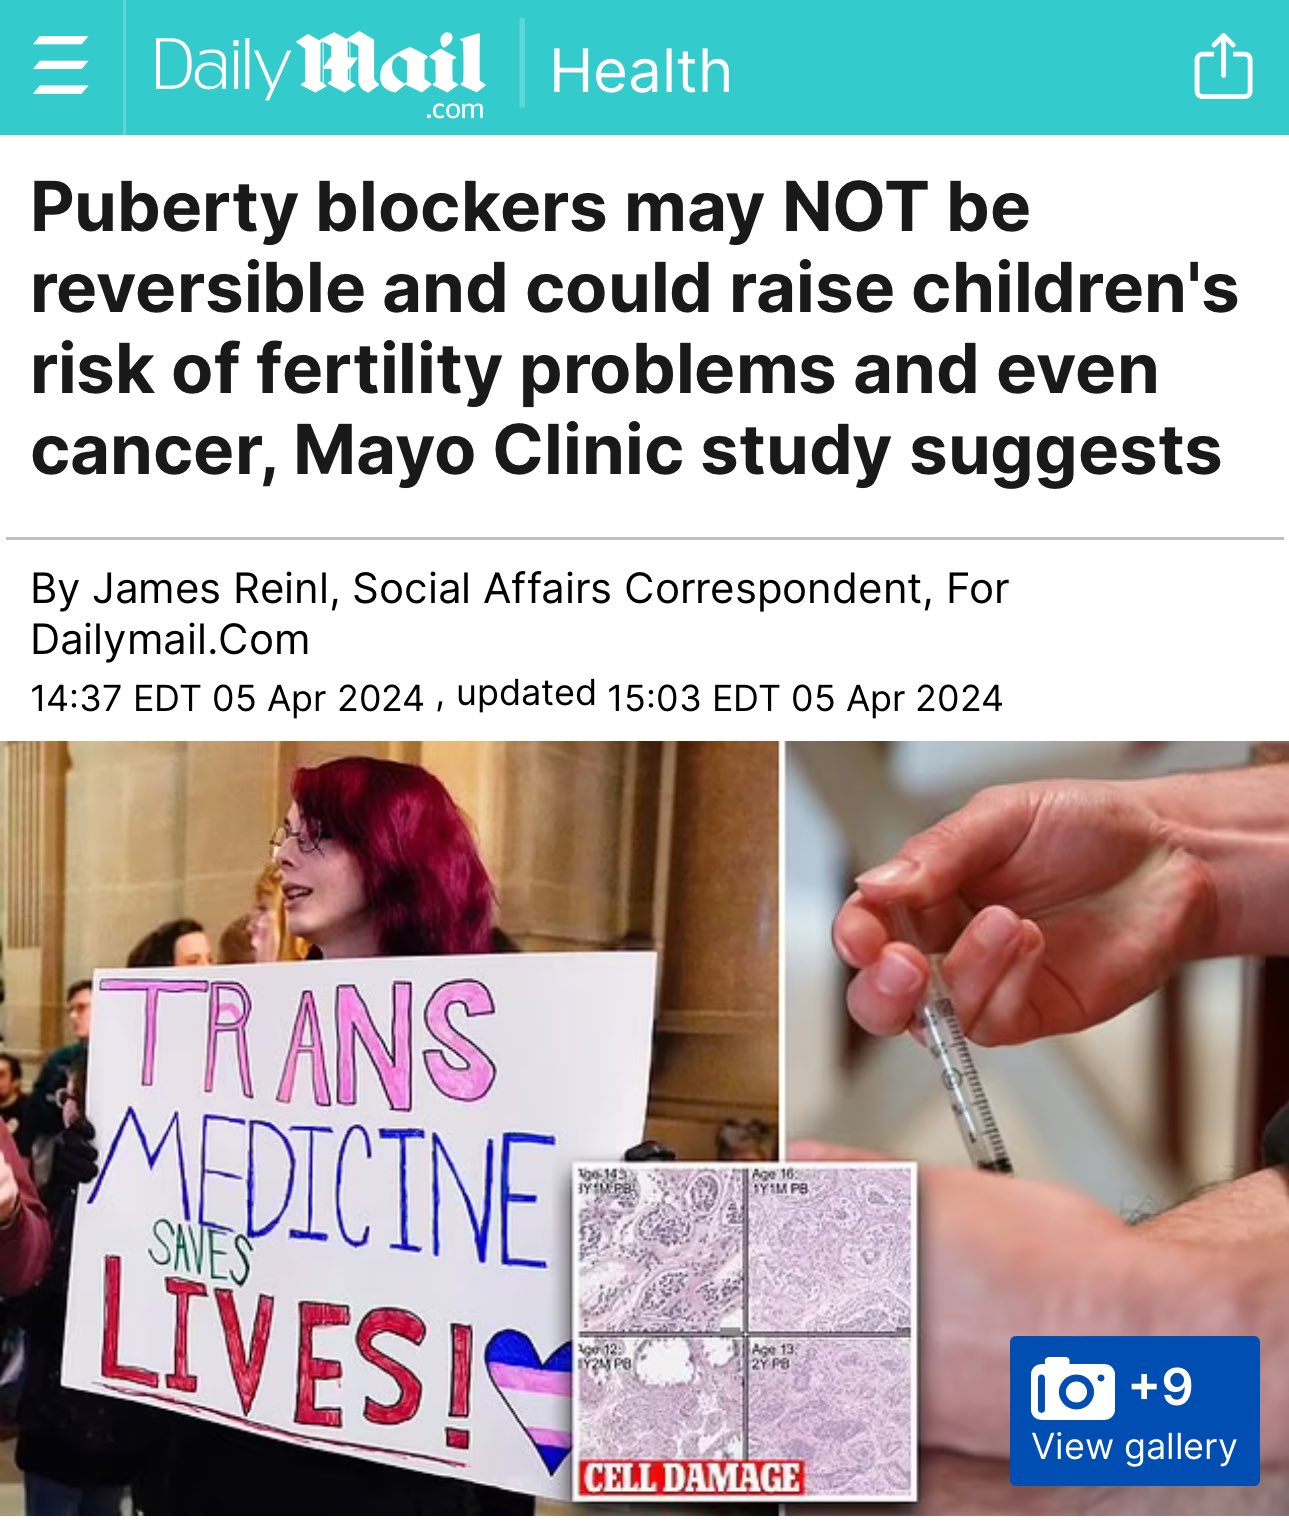 Daily Mail
.com
Health
Puberty blockers may NOT be
reversible and could raise children's
risk of fertility problems and even
cancer, Mayo Clinic study suggests
By James Reinl, Social Affairs Correspondent, For
Dailymail.Com
14:37 EDT 05 Apr 2024 , updated 15:03 EDT 05 Apr 2024
TRANS
MEDICINE
SAVES
LIVES!
Age 14:
1Y1M PB
Age 16:
1Y1M PB
Age 12:
1Y2M PB
Age 13:
2Y PB
CELL DAMAGE
+9
View gallery